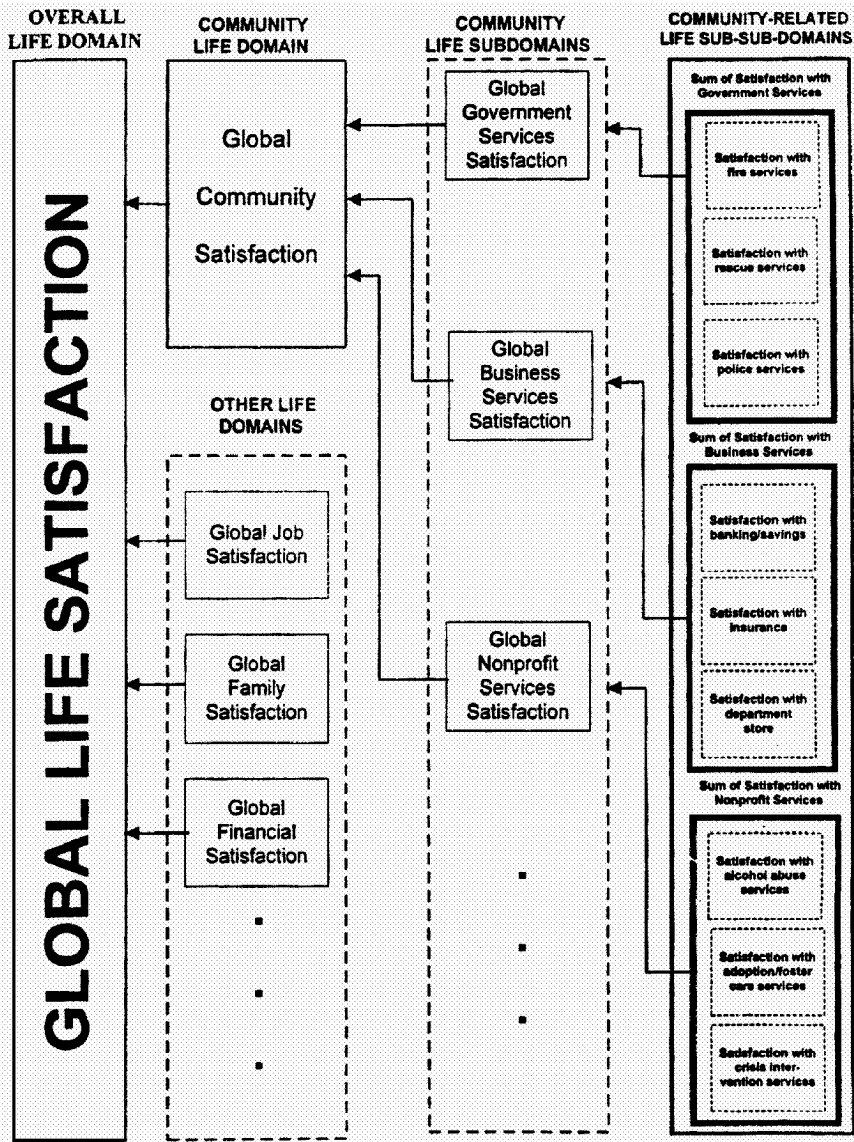 OVERALL
LIFE DOMAIN
GLOBAL LIFE SATISFACTION
COMMUNITY
LIFE DOMAIN
Global
Community
Satisfaction
OTHER LIFE
DOMAINS
Global Job
Satisfaction
Global
Family
Satisfaction
Global
Financial
Satisfaction
COMMUNITY
LIFE SUBDOMAINS
Global
Government
Services
Satisfaction
Global
Business
Services
Satisfaction
Global
Nonprofit
Services
Satisfaction
COMMUNITY-RELATED
LIFE SUB-SUB-DOMAINS
Sum of Satisfaction with
Government Services
Satisfaction with
fire services
Satisfaction with
rescue services
Satisfaction with
police services
Sum of Satisfaction with
Business Services
Satisfaction with
banking/savings
Satisfaction with
insurance
Satisfaction with
department
store
Sum of Satisfaction with
Nonprofit Services
Satisfaction with
alcohol abuse
services
Satisfaction with
adoption/foster
care services
Satisfaction with
crisis inter-
vention services